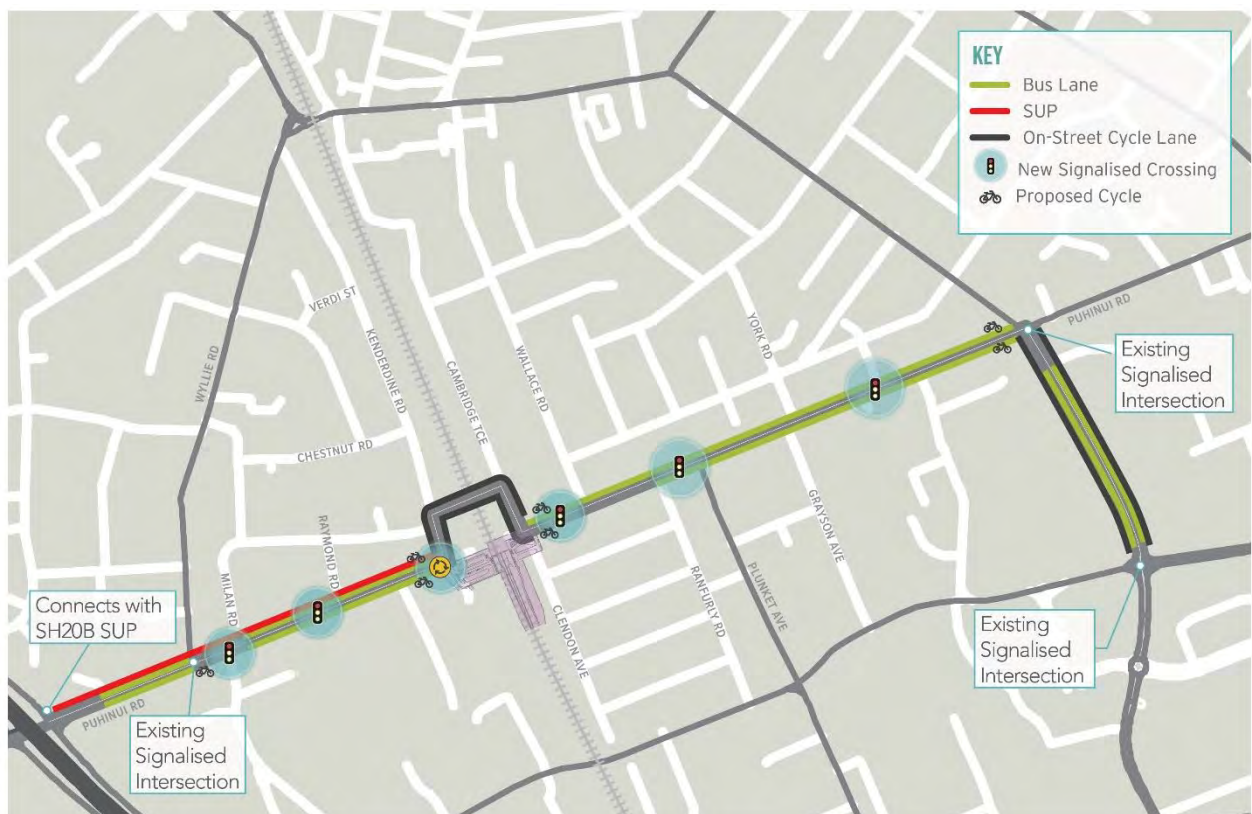 KEY
Bus Lane
SUP
On-Street Cycle Lane
New Signalised Crossing
Proposed Cycle
PUHINUI RD
Existing
Signalised
Intersection
VERDI ST
WYLLIE RD
KENDERDINE RD
CAMBRIDGE TCE
WALLACE RD
YORK RD
CHESTNUT RD
RAYMOND RD
MILAN RD
GRAYSON AVE
PLUNKET AVE
RANFURLY RD
CLENDON AVE
Connects with
SH20B SUP
PUHINUI RD
Existing
Signalised
Intersection
Existing
Signalised
Intersection